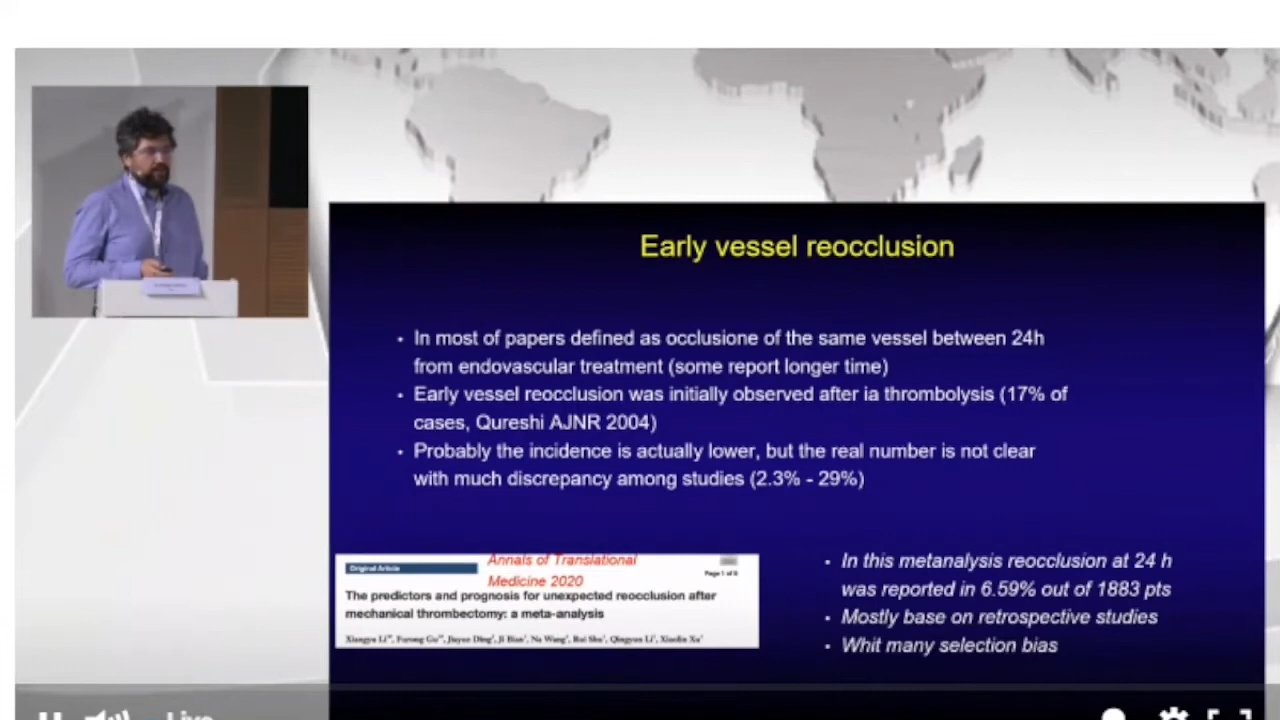 Early vessel reocclusion
• In most of papers defined as occlusione of the same vessel between 24h
from endovascular treatment (some report longer time)
• Early vessel reocclusion was initially observed after ia thrombolysis (17% of
cases, Qureshi AJNR 2004)
• Probably the incidence is actually lower, but the real number is not clear
with much discrepancy among studies (2.3% - 29%)
Original Article
Annals of Translational
Medicine 2020
Page 1 of 8
The predictors and prognosis for unexpected reocclusion after
mechanical thrombectomy: a meta-analysis
• In this metanalysis reocclusion at 24 h
was reported in 6.59% out of 1883 pts
• Mostly base on retrospective studies
• Whit many selection bias
Live